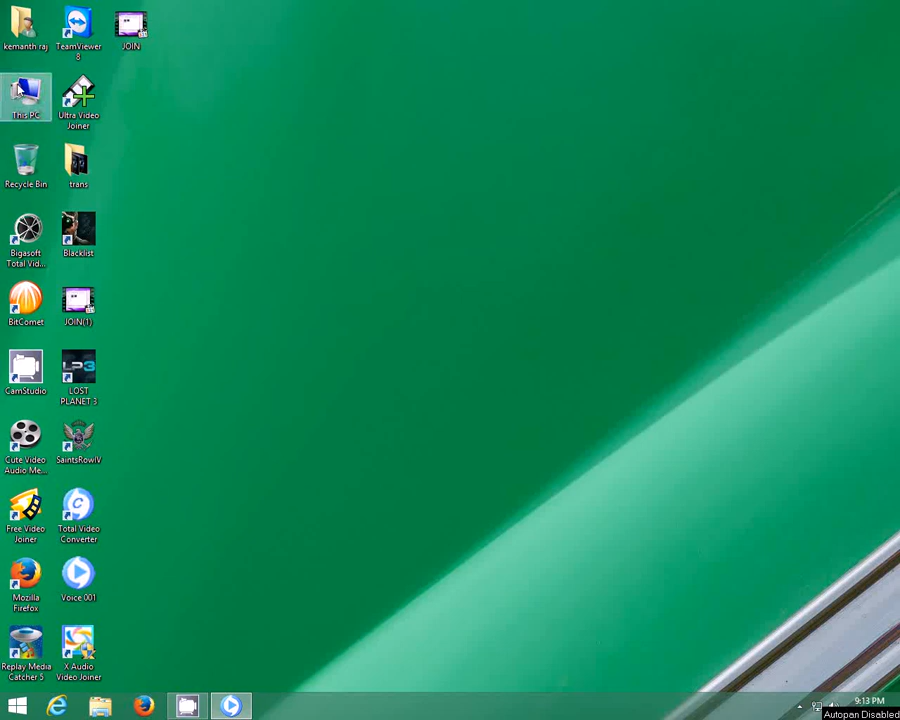 kemanth raj
TeamViewer
8
JOIN
This PC
Ultra Video
Joiner
Recycle Bin
trans
Bigasoft
Total Vid...
Blacklist
BitComet
JOIN(1)
CamStudio
LP3
LOST
PLANET 3
Cute Video
Audio Me...
SaintsRowIV
Free Video
Joiner
Total Video
Converter
Mozilla
Firefox
Voice 001
Replay Media
Catcher 5
X Audio
Video Joiner
9:13 PM
Autopan Disabled